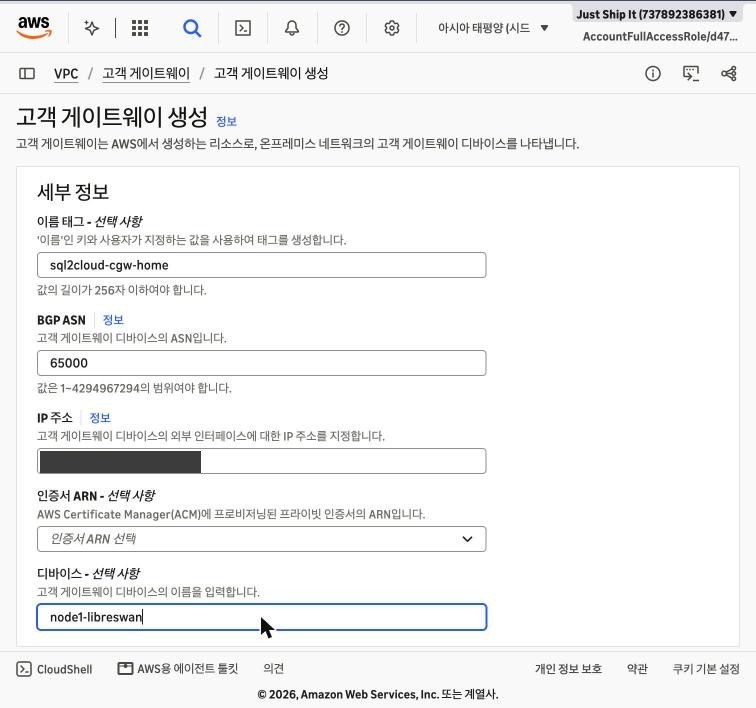 aws
아시아 태평양 (시드
Just Ship It (737892386381)
AccountFullAccessRole/d47...
VPC / 고객 게이트웨이 / 고객 게이트웨이 생성
고객 게이트웨이 생성 정보
고객 게이트웨이는 AWS에서 생성하는 리소스로, 온프레미스 네트워크의 고객 게이트웨이 디바이스를 나타냅니다.
세부 정보
이름 태그 - 선택 사항
'이름'인 키와 사용자가 지정하는 값을 사용하여 태그를 생성합니다.
sql2cloud-cgw-home
값의 길이가 256자 이하여야 합니다.
BGP ASN 정보
고객 게이트웨이 디바이스의 ASN입니다.
65000
값은 1~4294967294의 범위여야 합니다.
IP 주소 정보
고객 게이트웨이 디바이스의 외부 인터페이스에 대한 IP 주소를 지정합니다.
인증서 ARN - 선택 사항
AWS Certificate Manager(ACM)에 프로비저닝된 프라이빗 인증서의 ARN입니다.
인증서 ARN 선택
디바이스 - 선택 사항
고객 게이트웨이 디바이스의 이름을 입력합니다.
node1-libreswan
CloudShell AWS용 에이전트 툴킷 의견 개인 정보 보호 약관 쿠키 기본 설정
© 2026, Amazon Web Services, Inc. 또는 계열사.